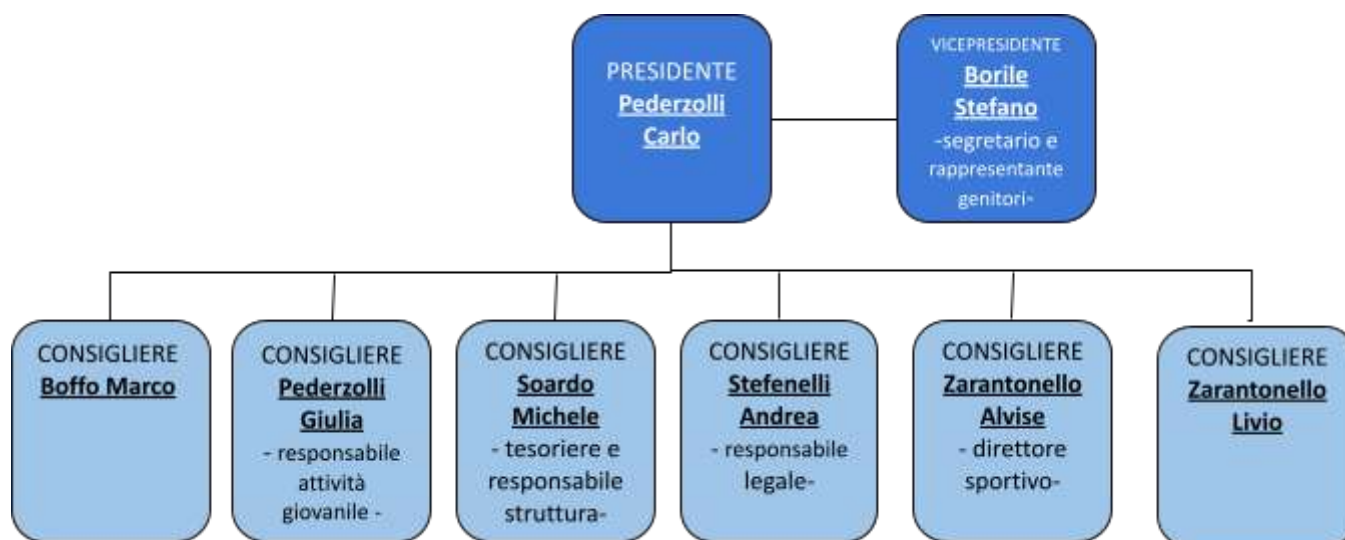 PRESIDENTE
Pederzolli
Carlo
VICEPRESIDENTE
Borile
Stefano
-segretario e
rappresentante
genitori-
CONSIGLIERE
Boffo Marco
CONSIGLIERE
Pederzolli
Giulia
- responsabile
attività
giovanile -
CONSIGLIERE
Soardo
Michele
- tesoriere e
responsabile
struttura-
CONSIGLIERE
Stefenelli
Andrea
- responsabile
legale-
CONSIGLIERE
Zarantonello
Alvise
- direttore
sportivo-
CONSIGLIERE
Zarantonello
Livio